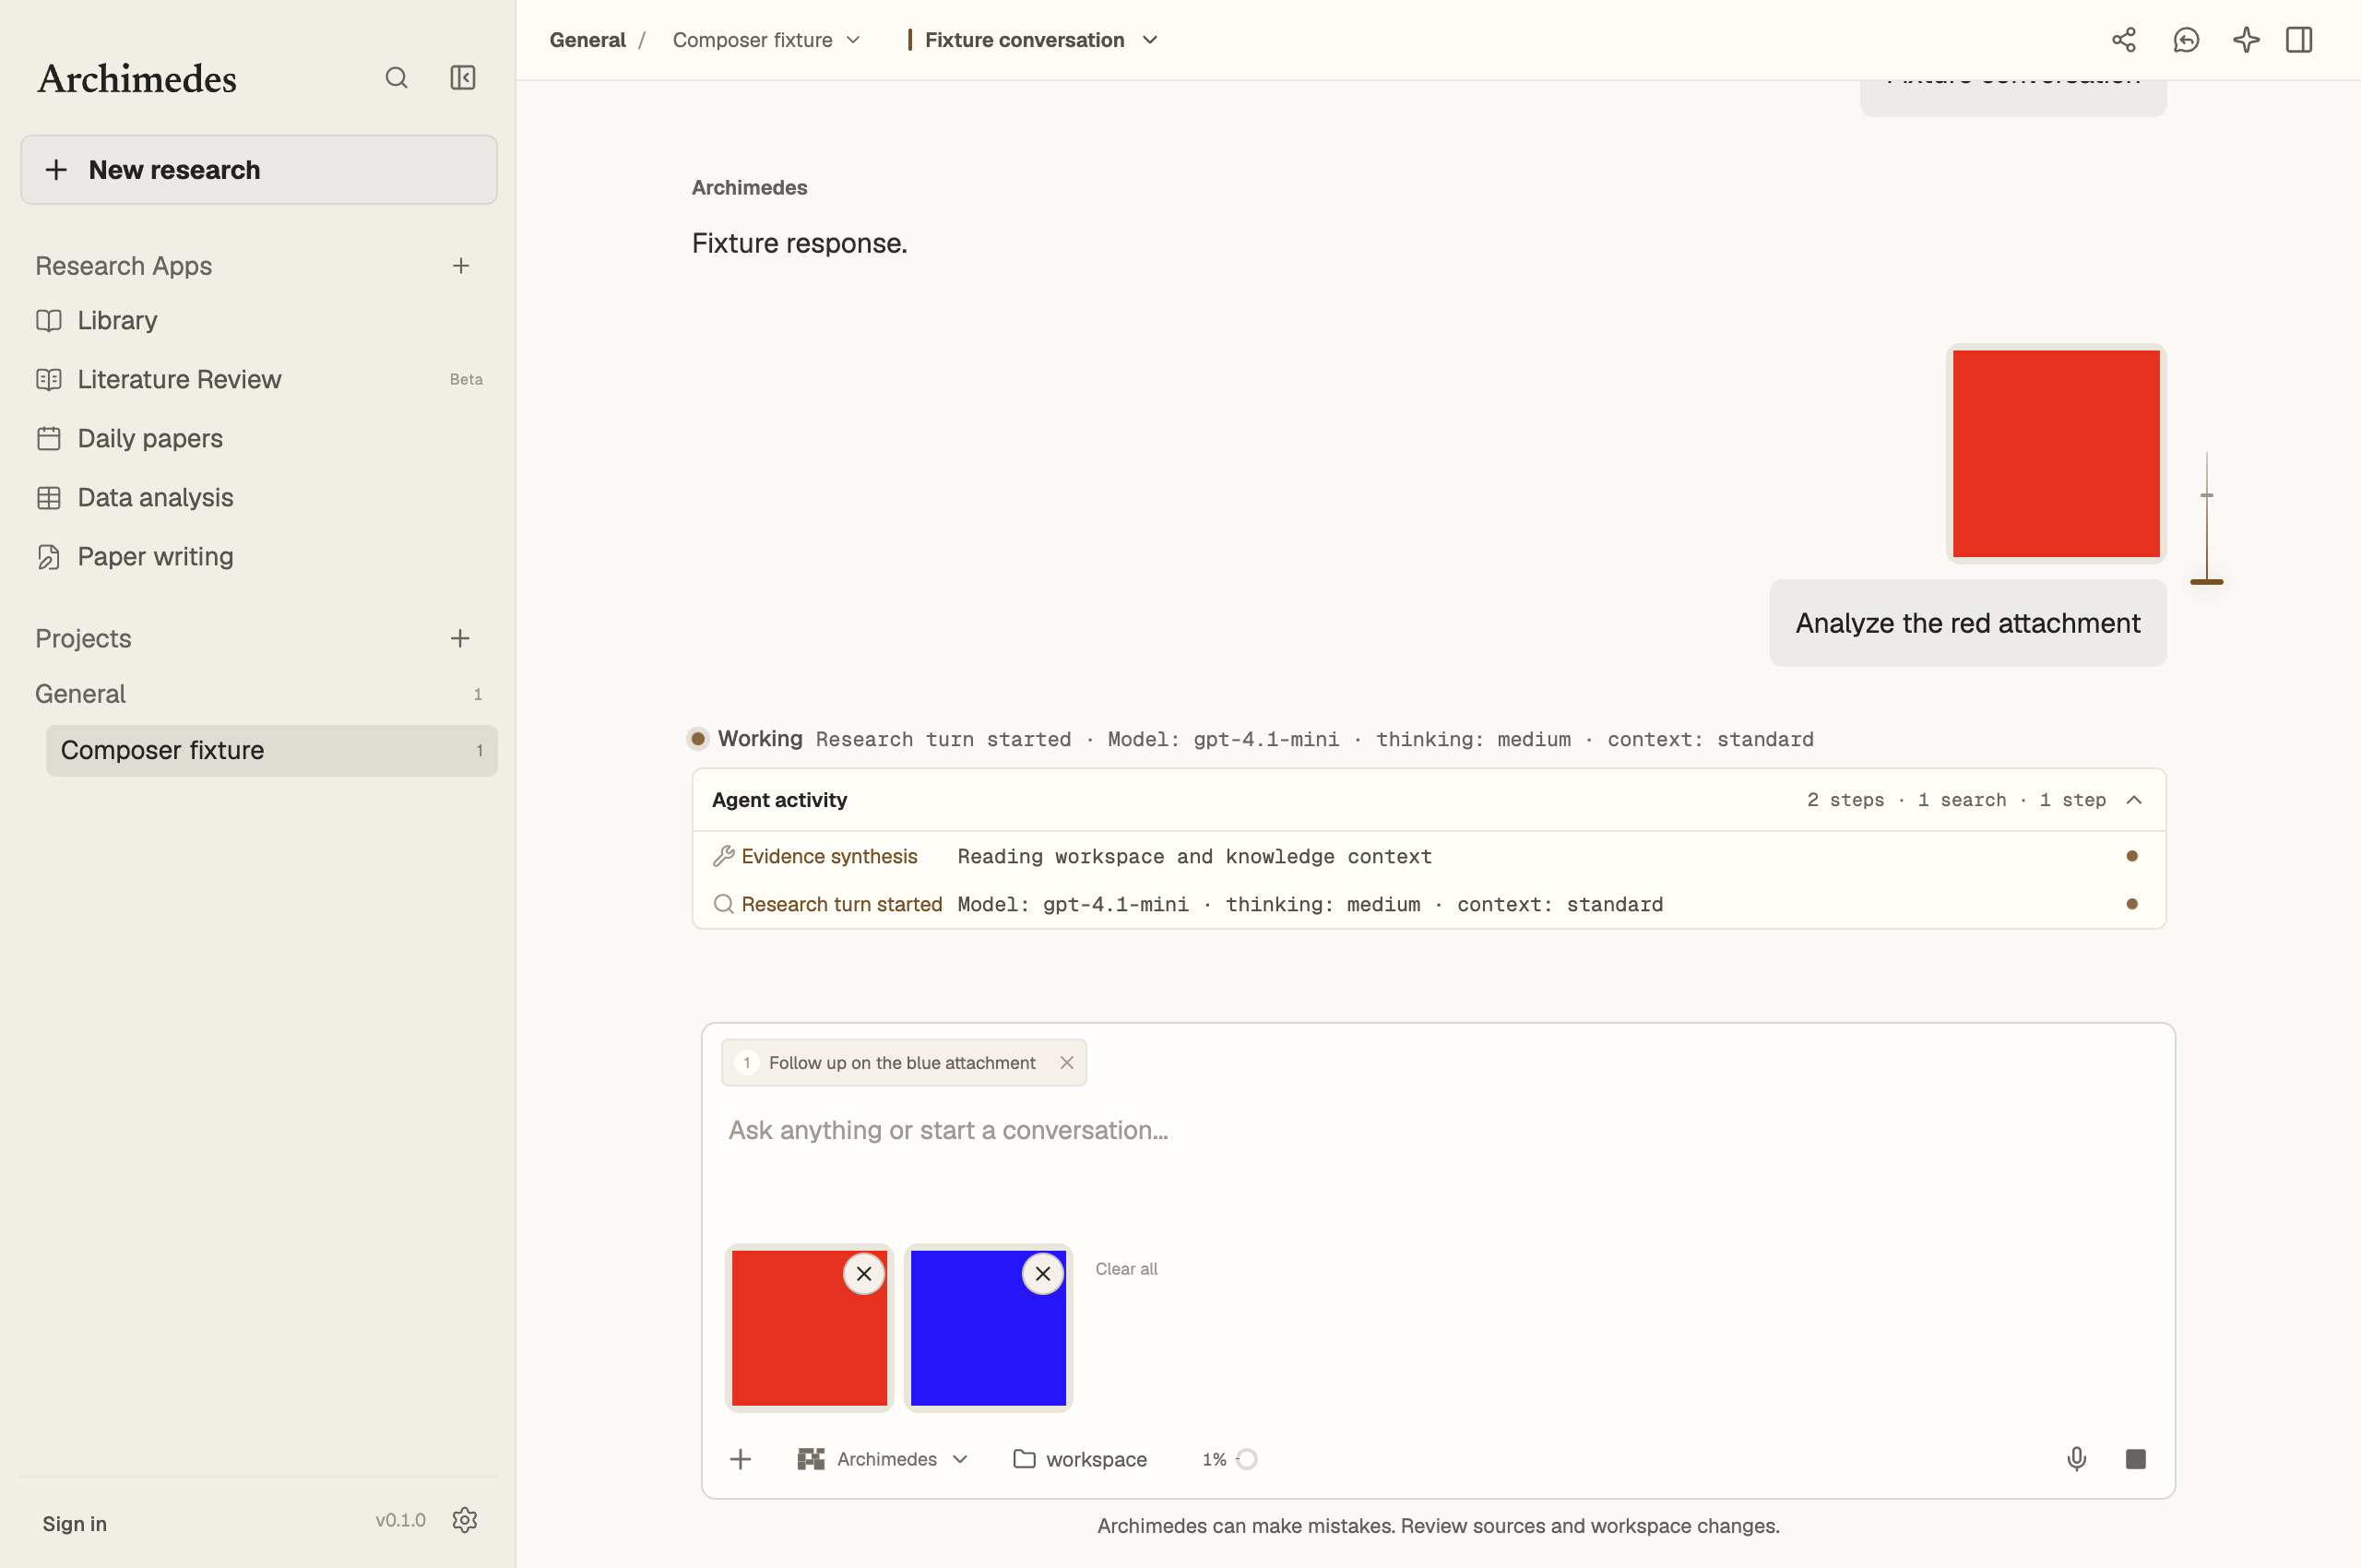 Archimedes
New research
Research Apps
Library
Literature Review Beta
Daily papers
Data analysis
Paper writing
Projects
General 1
Composer fixture 1
Sign in v0.1.0
General / Composer fixture Fixture conversation
Fixture conversation
Archimedes
Fixture response.
Analyze the red attachment
Working Research turn started · Model: gpt-4.1-mini · thinking: medium · context: standard
Agent activity 2 steps · 1 search · 1 step
Evidence synthesis Reading workspace and knowledge context
Research turn started Model: gpt-4.1-mini · thinking: medium · context: standard
1 Follow up on the blue attachment
Ask anything or start a conversation...
Clear all
Archimedes workspace 1%
Archimedes can make mistakes. Review sources and workspace changes.